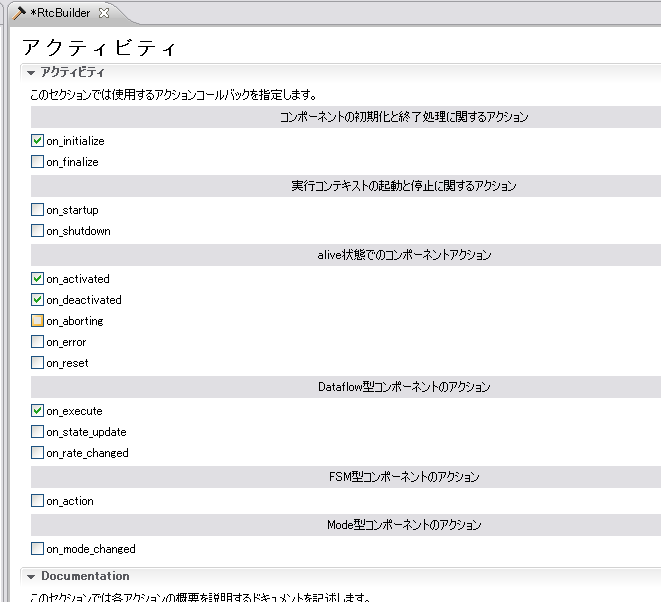 *RtcBuilder
アクティビティ
アクティビティ
このセクションでは使用するアクションコールバックを指定します。
コンポーネントの初期化と終了処理に関するアクション
on_initialize
on_finalize
実行コンテキストの起動と停止に関するアクション
on_startup
on_shutdown
alive状態でのコンポーネントアクション
on_activated
on_deactivated
on_aborting
on_error
on_reset
Dataflow型コンポーネントのアクション
on_execute
on_state_update
on_rate_changed
FSM型コンポーネントのアクション
on_action
Mode型コンポーネントのアクション
on_mode_changed
Documentation
このセクションでは各アクションの概要を説明するドキュメントを記述します。